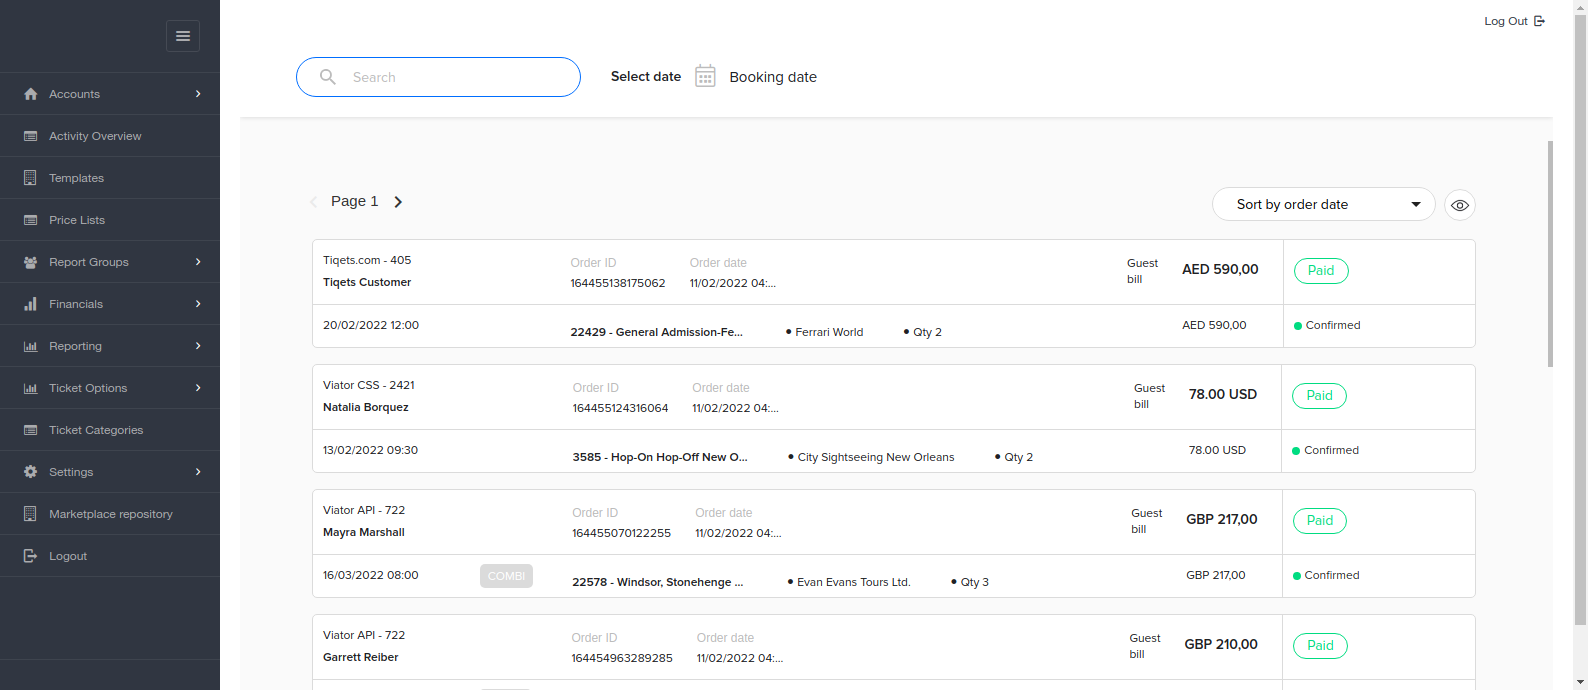 Log Out
Search
Select date
Booking date
Accounts
Activity Overview
Templates
Price Lists
Report Groups
Financials
Reporting
Ticket Options
Ticket Categories
Settings
Marketplace repository
Logout
Page 1
Sort by order date
Tiqets.com - 405
Tiqets Customer
Order ID
164455138175062
Order date
11/02/2022 04:...
Guest
bill
AED 590,00
Paid
20/02/2022 12:00
22429 - General Admission-Fe...
• Ferrari World
• Qty 2
AED 590,00
Confirmed
Viator CSS - 2421
Natalia Borquez
Order ID
164455124316064
Order date
11/02/2022 04:...
Guest
bill
78.00 USD
Paid
13/02/2022 09:30
3585 - Hop-On Hop-Off New O...
• City Sightseeing New Orleans
• Qty 2
78.00 USD
Confirmed
Viator API - 722
Mayra Marshall
Order ID
164455070122255
Order date
11/02/2022 04:...
Guest
bill
GBP 217,00
Paid
16/03/2022 08:00
COMBI
22578 - Windsor, Stonehenge ...
• Evan Evans Tours Ltd.
• Qty 3
GBP 217,00
Confirmed
Viator API - 722
Garrett Reiber
Order ID
164454963289285
Order date
11/02/2022 04:...
Guest
bill
GBP 210,00
Paid